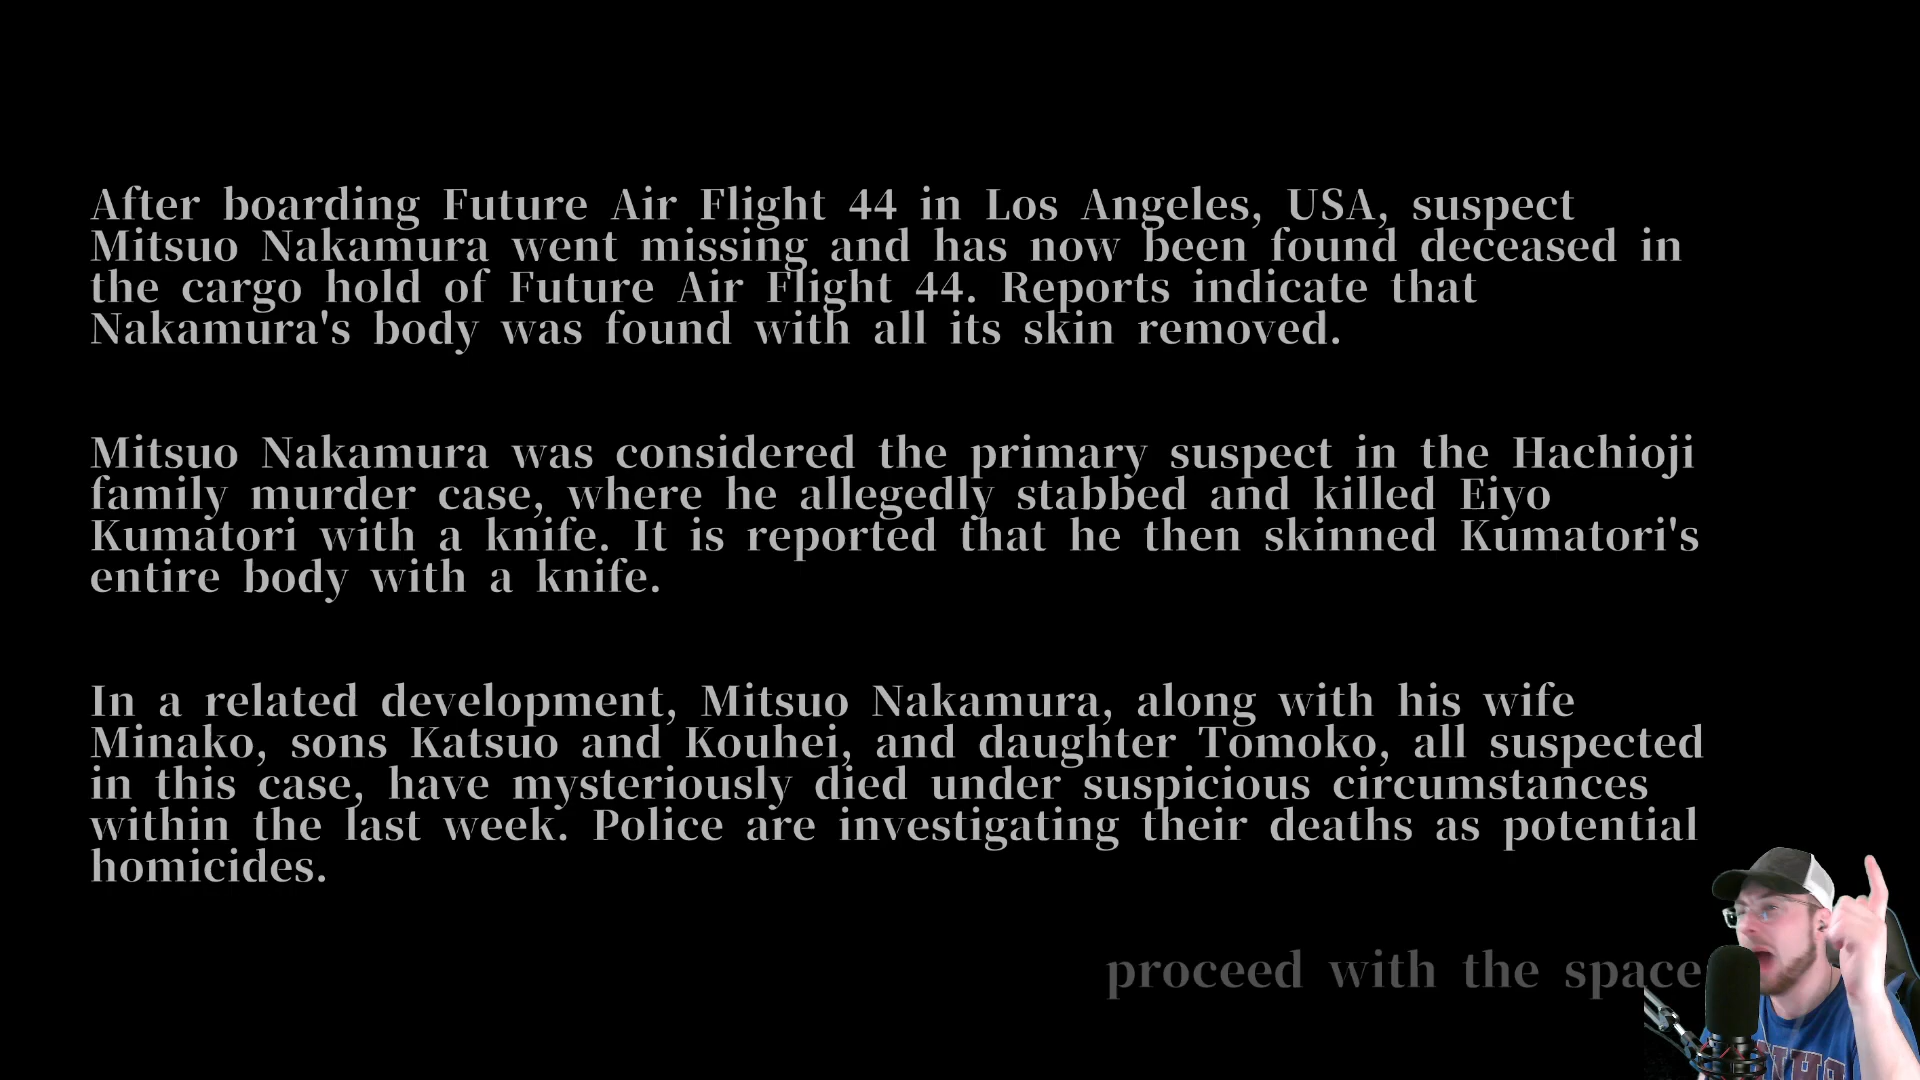 After boarding Future Air Flight 44 in Los Angeles, USA, suspect
Mitsuo Nakamura went missing and has now been found deceased in
the cargo hold of Future Air Flight 44. Reports indicate that
Nakamura's body was found with all its skin removed.
Mitsuo Nakamura was considered the primary suspect in the Hachioji
family murder case, where he allegedly stabbed and killed Eiyo
Kumatori with a knife. It is reported that he then skinned Kumatori's
entire body with a knife.
In a related development, Mitsuo Nakamura, along with his wife
Minako, sons Katsuo and Kouhei, and daughter Tomoko, all suspected
in this case, have mysteriously died under suspicious circumstances
within the last week. Police are investigating their deaths as potential
homicides.
proceed with the space